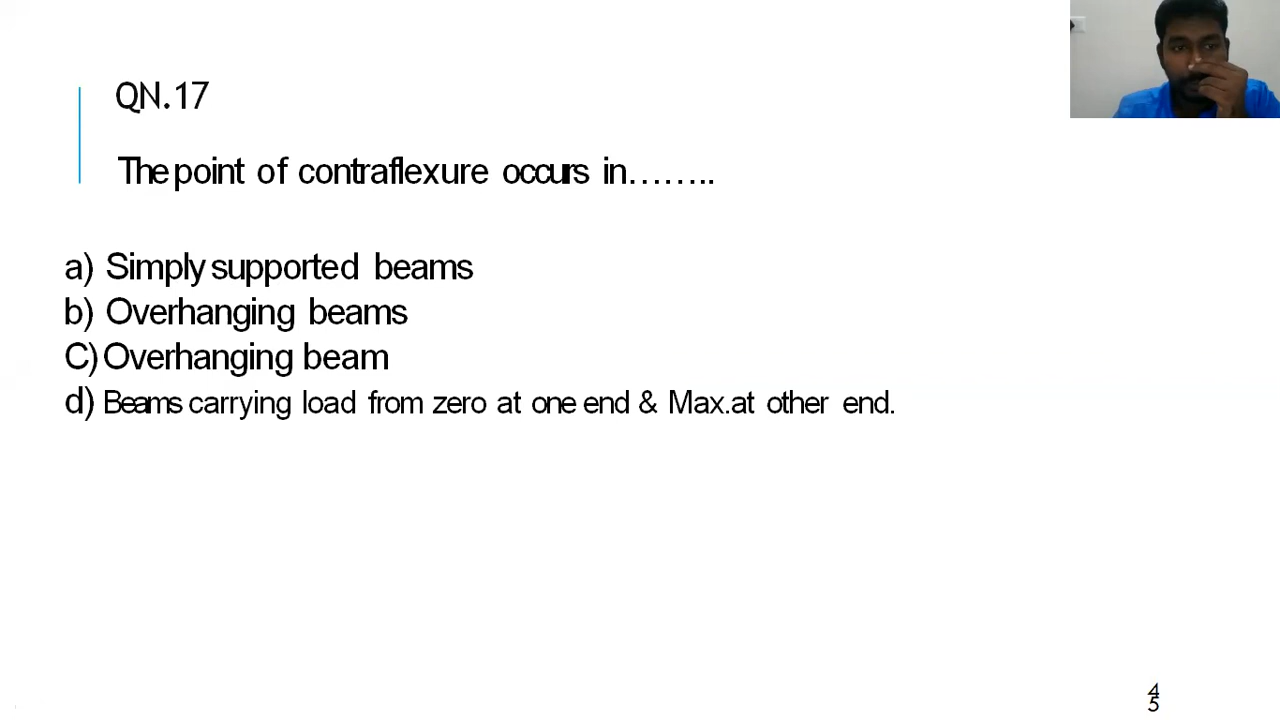 QN.17
The point of contraflexure occurs in……..
a) Simply supported beams
b) Overhanging beams
C) Overhanging beam
d) Beams carrying load from zero at one end & Max.at other end.
4
5